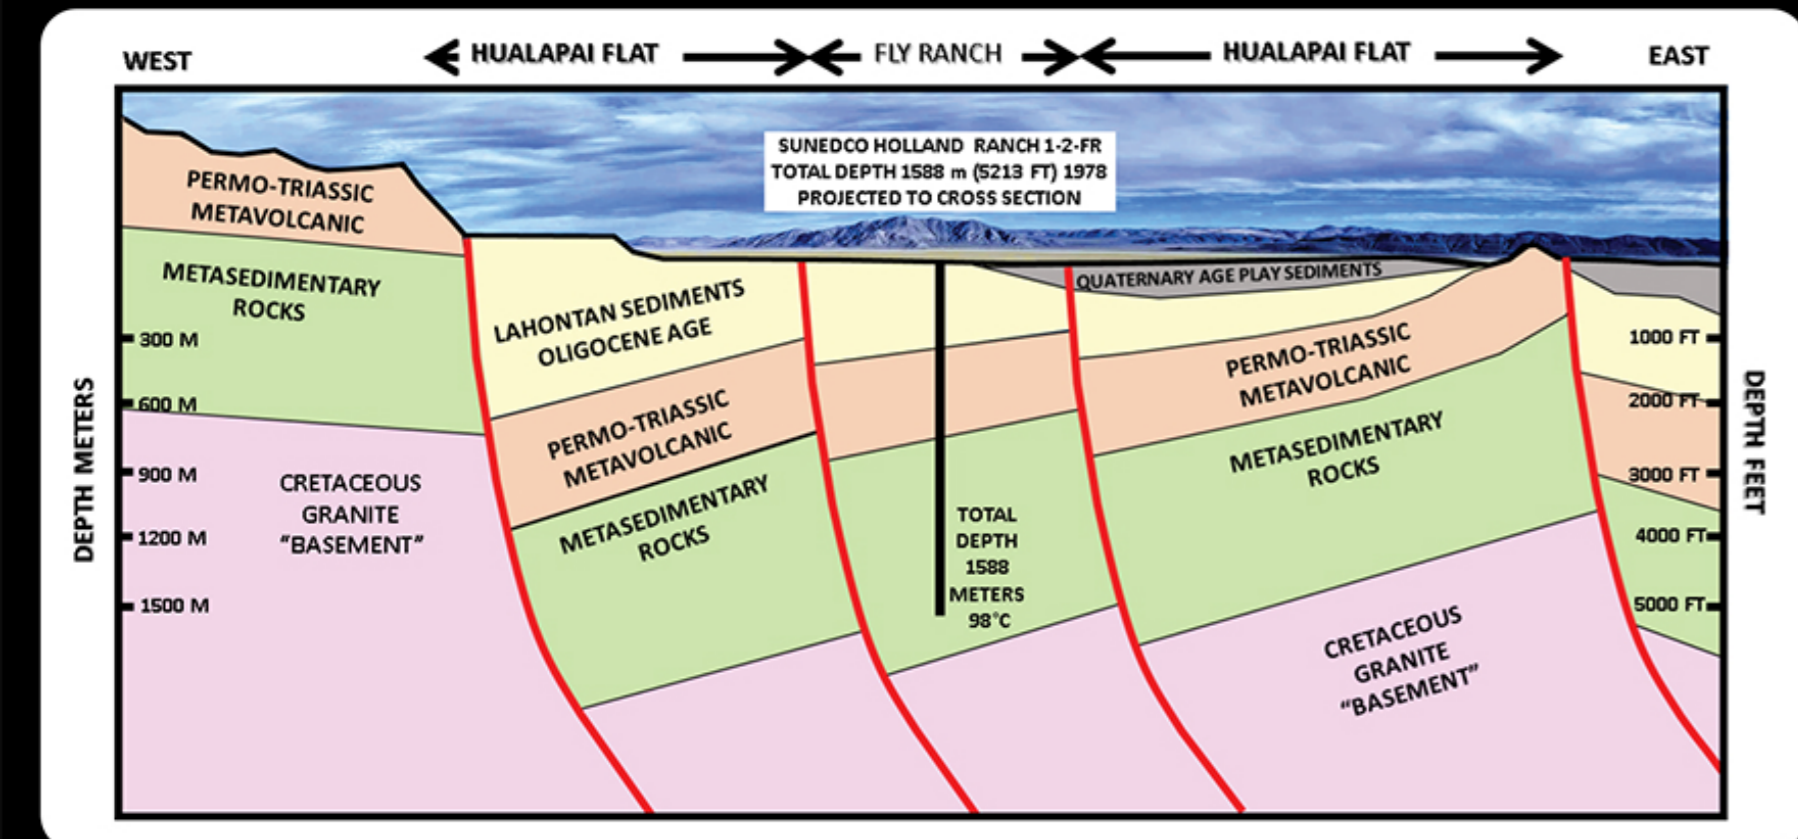 WEST
HUALAPAI FLAT
FLY RANCH
HUALAPAI FLAT
EAST
SUNEDCO HOLLAND RANCH 1-2-FR
TOTAL DEPTH 1588 m (5213 FT) 1978
PROJECTED TO CROSS SECTION
PERMO-TRIASSIC
METAVOLCANIC
METASEDIMENTARY
ROCKS
CRETACEOUS
GRANITE
“BASEMENT”
LAHONTAN SEDIMENTS
OLIGOCENE AGE
PERMO-TRIASSIC
METAVOLCANIC
METASEDIMENTARY
ROCKS
TOTAL
DEPTH
1588
METERS
98°C
QUATERNARY AGE PLAY SEDIMENTS
PERMO-TRIASSIC
METAVOLCANIC
METASEDIMENTARY
ROCKS
CRETACEOUS
GRANITE
“BASEMENT”
DEPTH METERS
300 M
600 M
900 M
1200 M
1500 M
DEPTH FEET
1000 FT
2000 FT
3000 FT
4000 FT
5000 FT